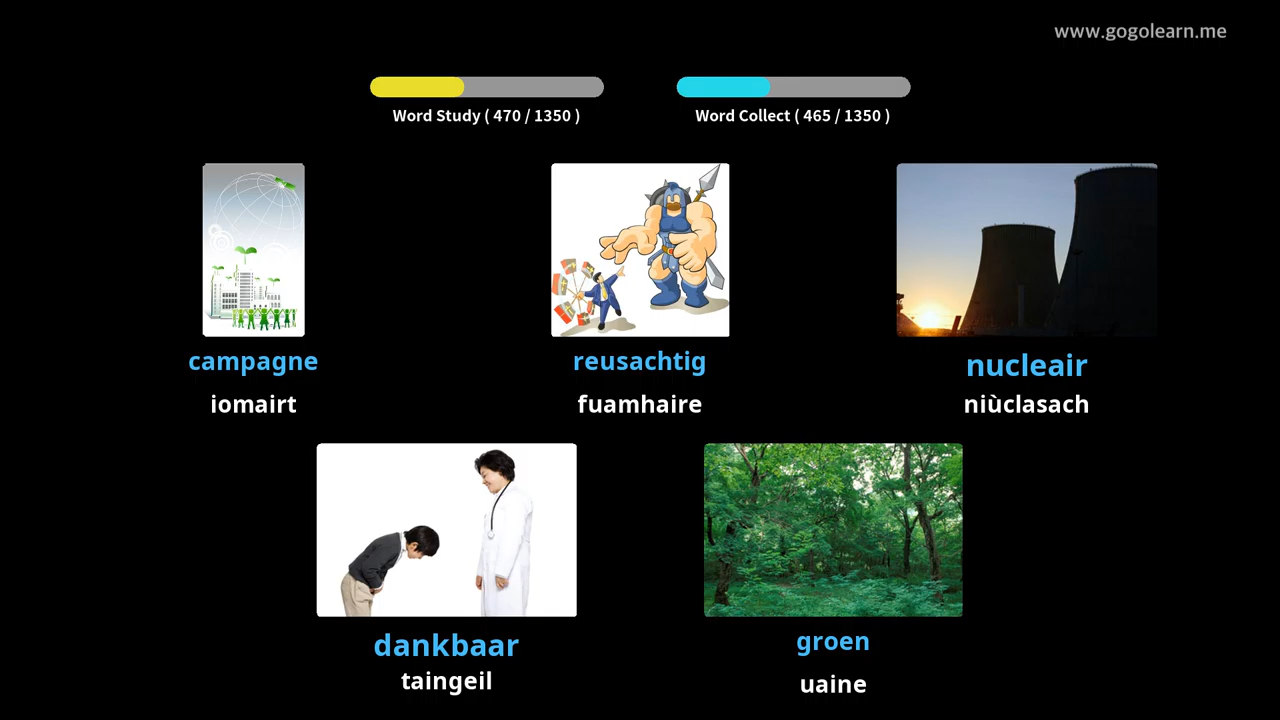 www.gogolearn.me
Word Study ( 470 / 1350 )
Word Collect ( 465 / 1350 )
campagne
iomairt
reusachtig
fuamhaire
nucleair
niùclasach
dankbaar
taingeil
groen
uaine